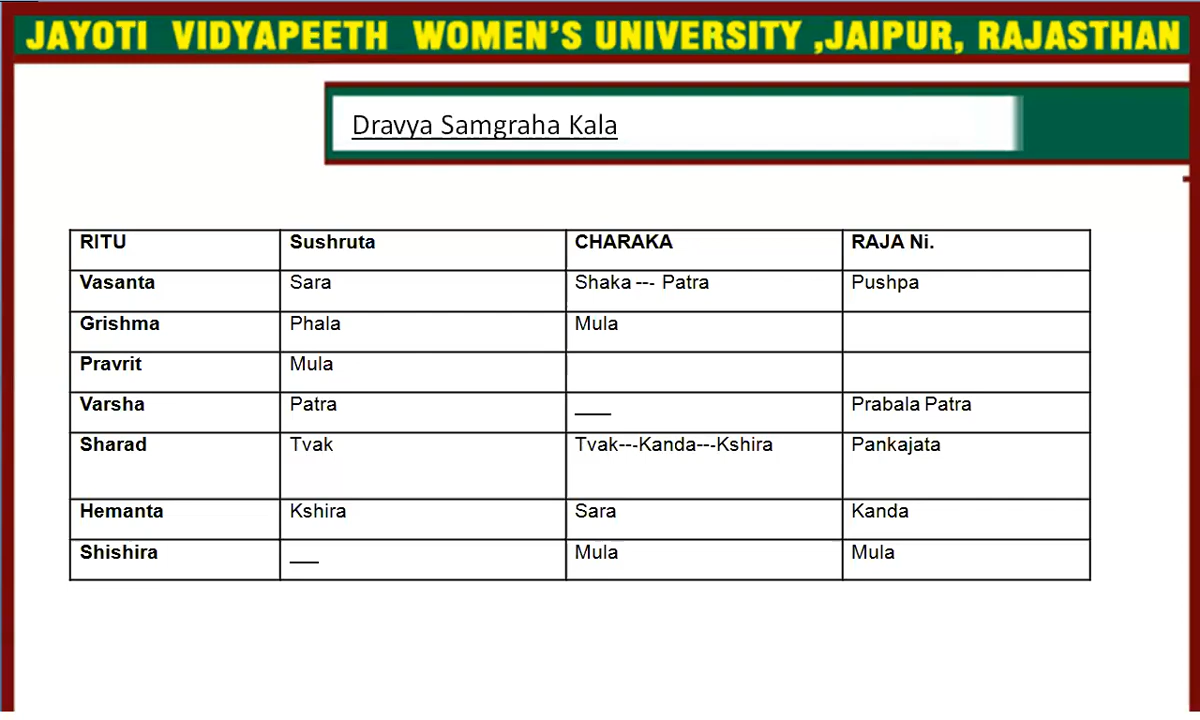 JAYOTI VIDYAPEETH WOMEN'S UNIVERSITY ,JAIPUR, RAJASTHAN
Dravya Samgraha Kala
RITU Sushruta CHARAKA RAJA Ni.
Vasanta Sara Shaka --- Patra Pushpa
Grishma Phala Mula
Pravrit Mula
Varsha Patra ___ Prabala Patra
Sharad Tvak Tvak---Kanda---Kshira Pankajata
Hemanta Kshira Sara Kanda
Shishira ___ Mula Mula